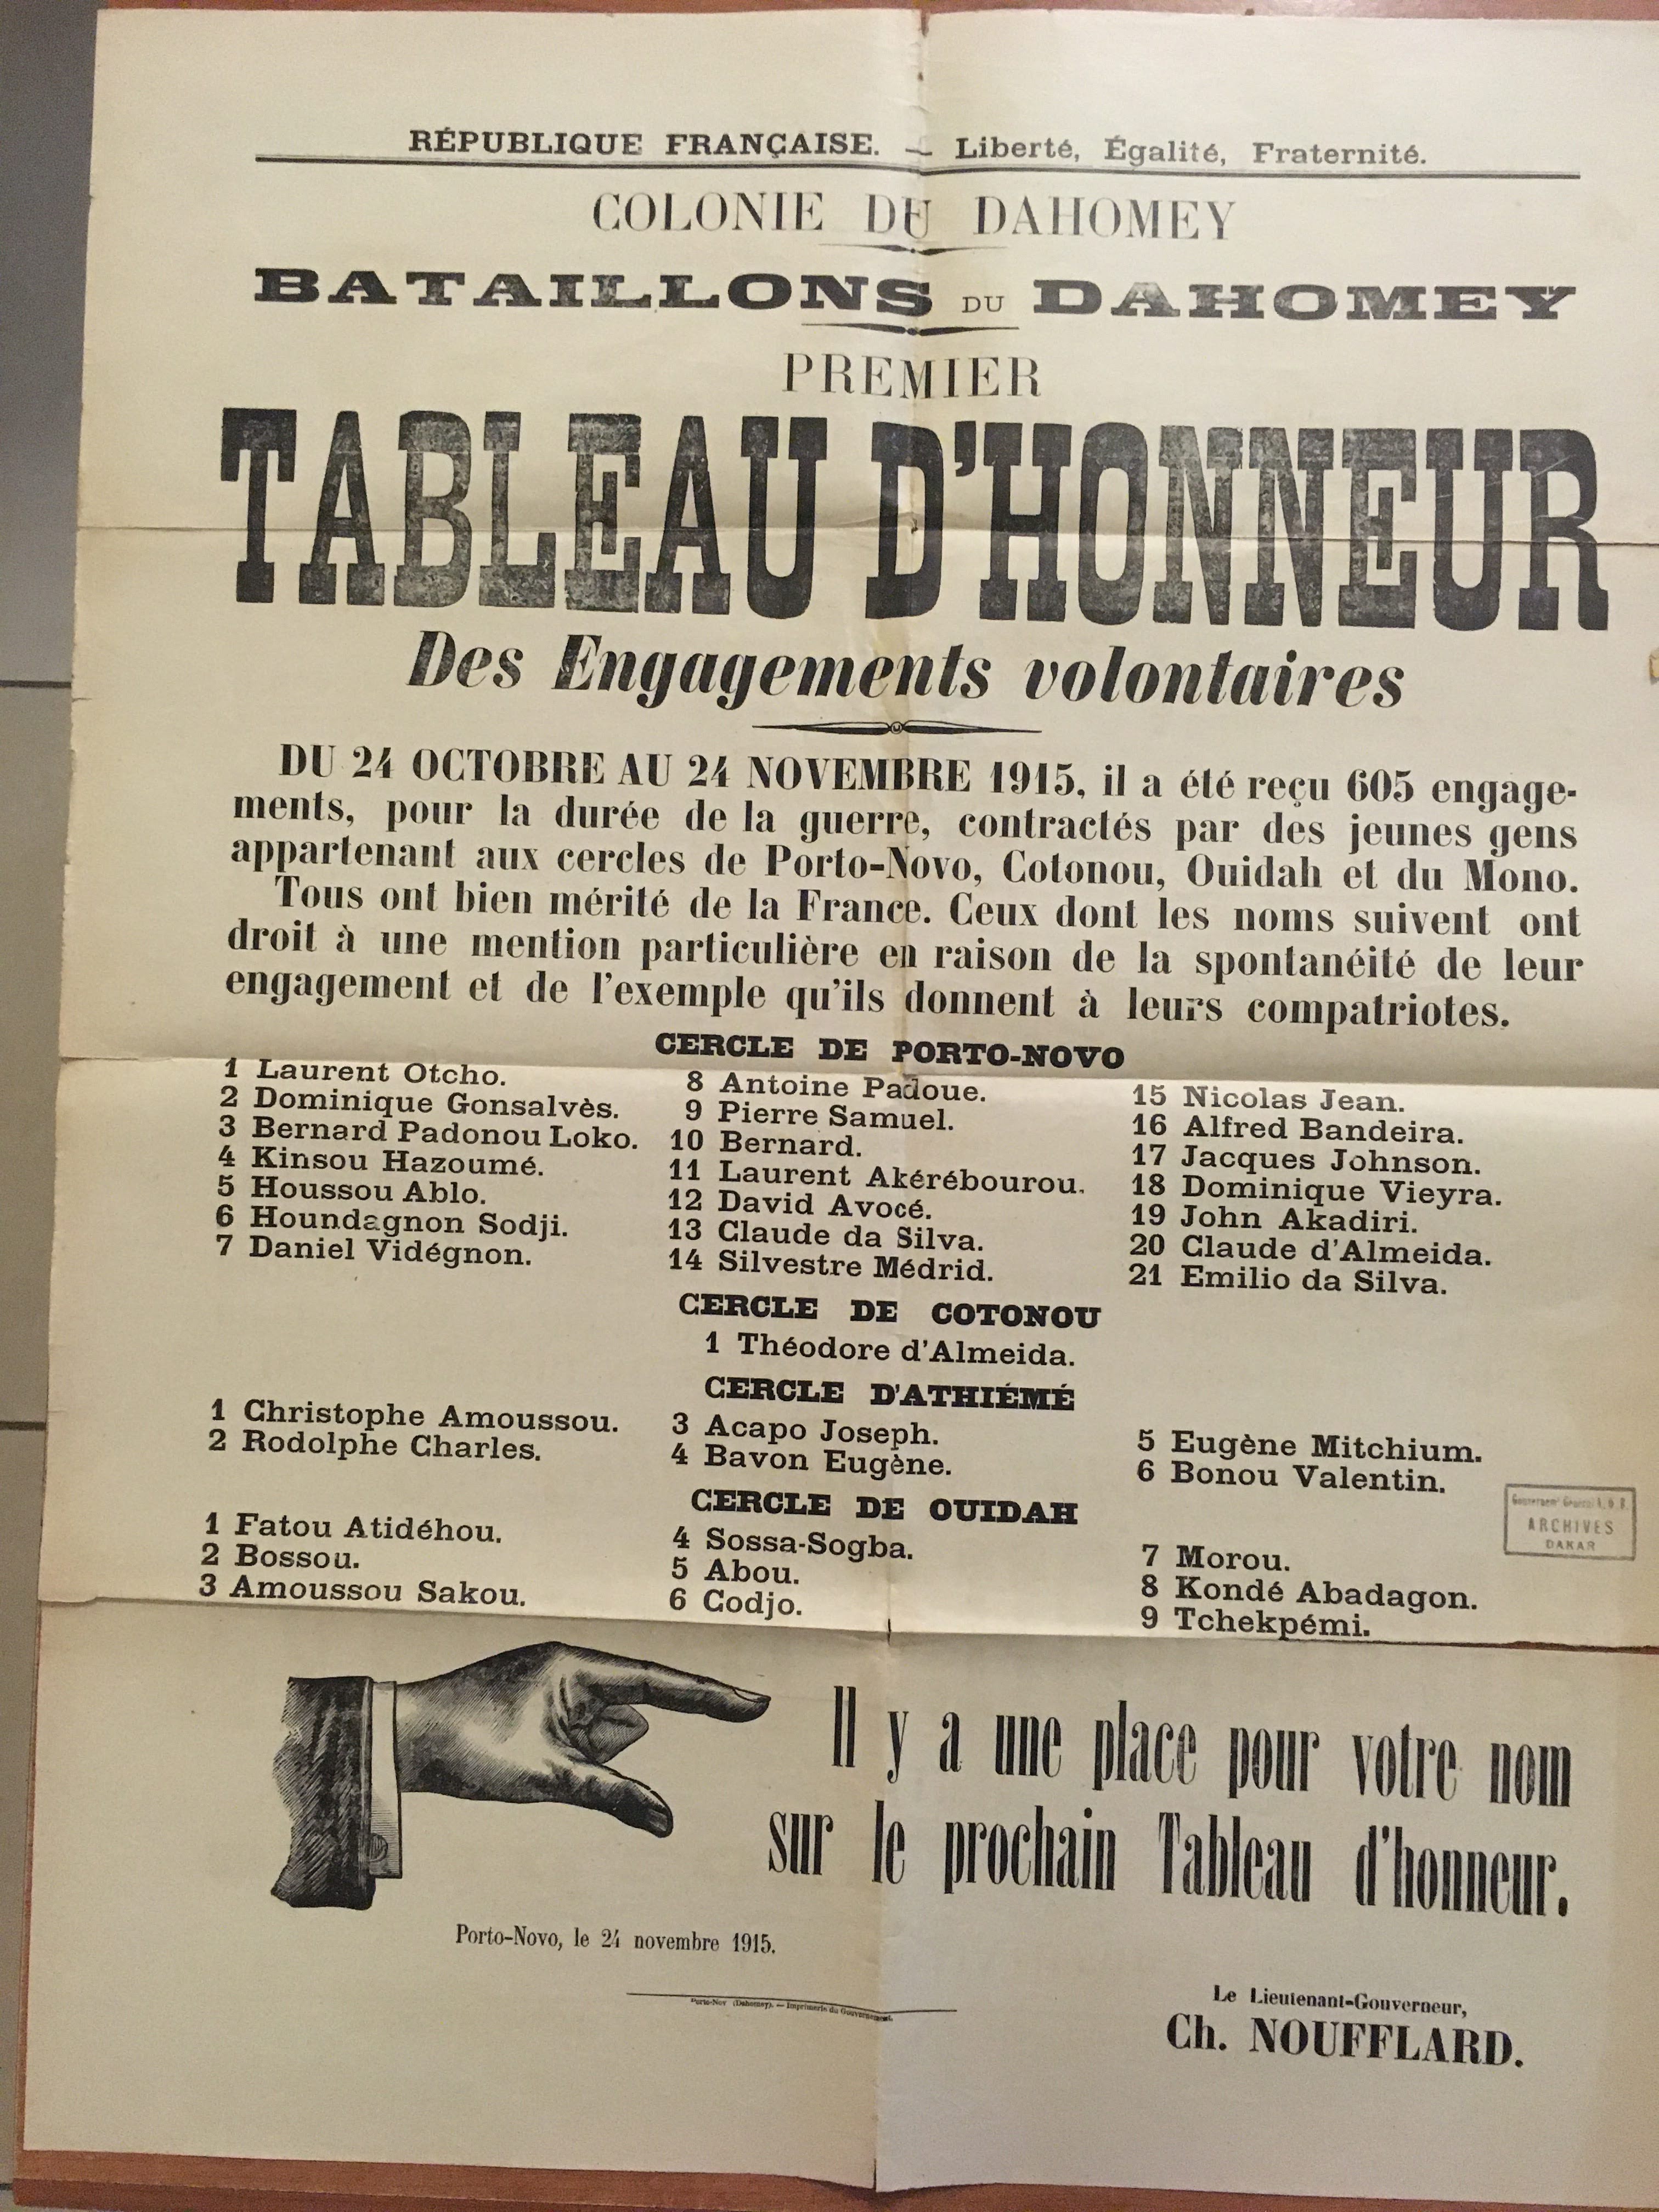 RÉPUBLIQUE FRANÇAISE. — Liberté, Égalité, Fraternité.
COLONIE DU DAHOMEY
BATAILLONS DU DAHOMEY
PREMIER
TABLEAU D'HONNEUR
Des Engagements volontaires
DU 24 OCTOBRE AU 24 NOVEMBRE 1915, il a été reçu 605 engage-
ments, pour la durée de la guerre, contractés par des jeunes gens
appartenant aux cercles de Porto-Novo, Cotonou, Ouidah et du Mono.
Tous ont bien mérité de la France. Ceux dont les noms suivent ont
droit à une mention particulière en raison de la spontanéité de leur
engagement et de l'exemple qu'ils donnent à leurs compatriotes.
CERCLE DE PORTO-NOVO
1 Laurent Otcho.
2 Dominique Gonsalvès.
3 Bernard Padonou Loko.
4 Kinsou Hazoumé.
5 Houssou Ablo.
6 Houndagnon Sodji.
7 Daniel Vidégnon.
8 Antoine Padoue.
9 Pierre Samuel.
10 Bernard.
11 Laurent Akérébourou.
12 David Avocé.
13 Claude da Silva.
14 Silvestre Médrid.
15 Nicolas Jean.
16 Alfred Bandeira.
17 Jacques Johnson.
18 Dominique Vieyra.
19 John Akadiri.
20 Claude d'Almeida.
21 Emilio da Silva.
CERCLE DE COTONOU
1 Théodore d'Almeida.
CERCLE D'ATHIÉMÉ
1 Christophe Amoussou.
2 Rodolphe Charles.
3 Acapo Joseph.
4 Bavon Eugène.
5 Eugène Mitchium.
6 Bonou Valentin.
CERCLE DE OUIDAH
1 Fatou Atidéhou.
2 Bossou.
3 Amoussou Sakou.
4 Sossa-Sogba.
5 Abou.
6 Codjo.
7 Morou.
8 Kondé Abadagon.
9 Tchekpémi.
Gouvernem' Général A. O. F.
ARCHIVES
DAKAR
Il y a une place pour votre nom
sur le prochain Tableau d'honneur.
Porto-Novo, le 24 novembre 1915.
(Dahomey). — Imprimerie du Gouvernement.
Le Lieutenant-Gouverneur,
Ch. NOUFFLARD.